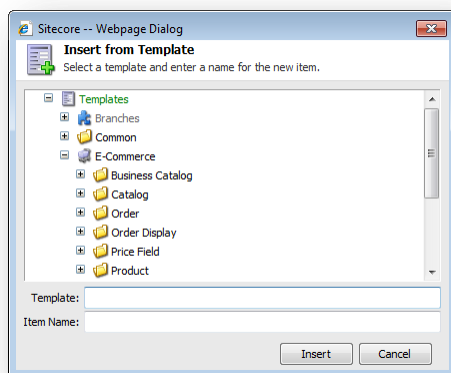 Sitecore -- Webpage Dialog
Insert from Template
Select a template and enter a name for the new item.
Templates
Branches
Common
E-Commerce
Business Catalog
Catalog
Order
Order Display
Price Field
Product
Template:
Item Name:
Insert Cancel